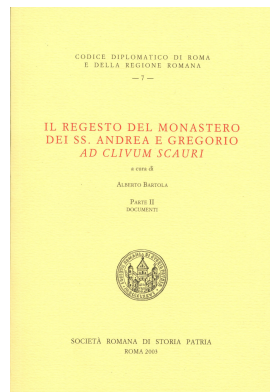 CODICE DIPLOMATICO DI ROMA
E DELLA REGIONE ROMANA
— 7 —
IL REGESTO DEL MONASTERO
DEI SS. ANDREA E GREGORIO
AD CLIVUM SCAURI
a cura di
ALBERTO BARTOLA
PARTE II
DOCUMENTI
SOCIETÀ ROMANA DI STORIA PATRIA
ROMA 2003